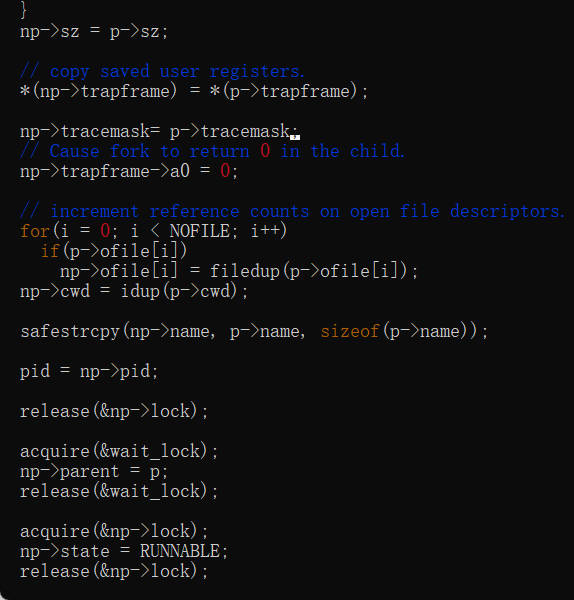 }
np->sz = p->sz;
// copy saved user registers.
*(np->trapframe) = *(p->trapframe);
np->tracemask= p->tracemask;
// Cause fork to return 0 in the child.
np->trapframe->a0 = 0;
// increment reference counts on open file descriptors.
for(i = 0; i < NOFILE; i++)
if(p->ofile[i])
np->ofile[i] = filedup(p->ofile[i]);
np->cwd = idup(p->cwd);
safestrcpy(np->name, p->name, sizeof(p->name));
pid = np->pid;
release(&np->lock);
acquire(&wait_lock);
np->parent = p;
release(&wait_lock);
acquire(&np->lock);
np->state = RUNNABLE;
release(&np->lock);